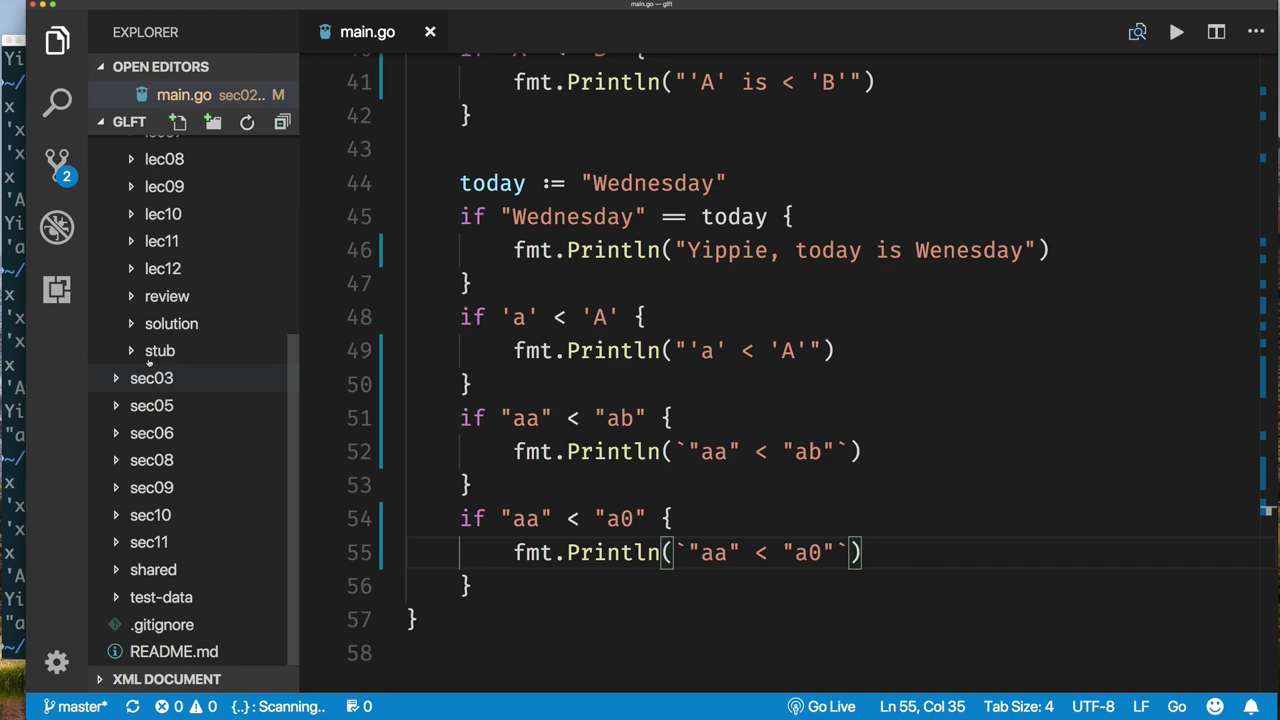 main.go — glft
EXPLORER
main.go
OPEN EDITORS
main.go sec02.. M
GLFT
lec08
lec09
lec10
lec11
lec12
review
solution
stub
sec03
sec05
sec06
sec08
sec09
sec10
sec11
shared
test-data
.gitignore
README.md
XML DOCUMENT
2
41 fmt.Println("'A' is < 'B'")
42 }
43
44 today := "Wednesday"
45 if "Wednesday" == today {
46 fmt.Println("Yippie, today is Wenesday")
47 }
48 if 'a' < 'A' {
49 fmt.Println("'a' < 'A'")
50 }
51 if "aa" < "ab" {
52 fmt.Println(`"aa" < "ab"`)
53 }
54 if "aa" < "a0" {
55 fmt.Println(`"aa" < "a0"`)
56 }
57 }
58
master* 0 0 {..} : Scanning.. 0 Go Live Ln 55, Col 35 Tab Size: 4 UTF-8 LF Go